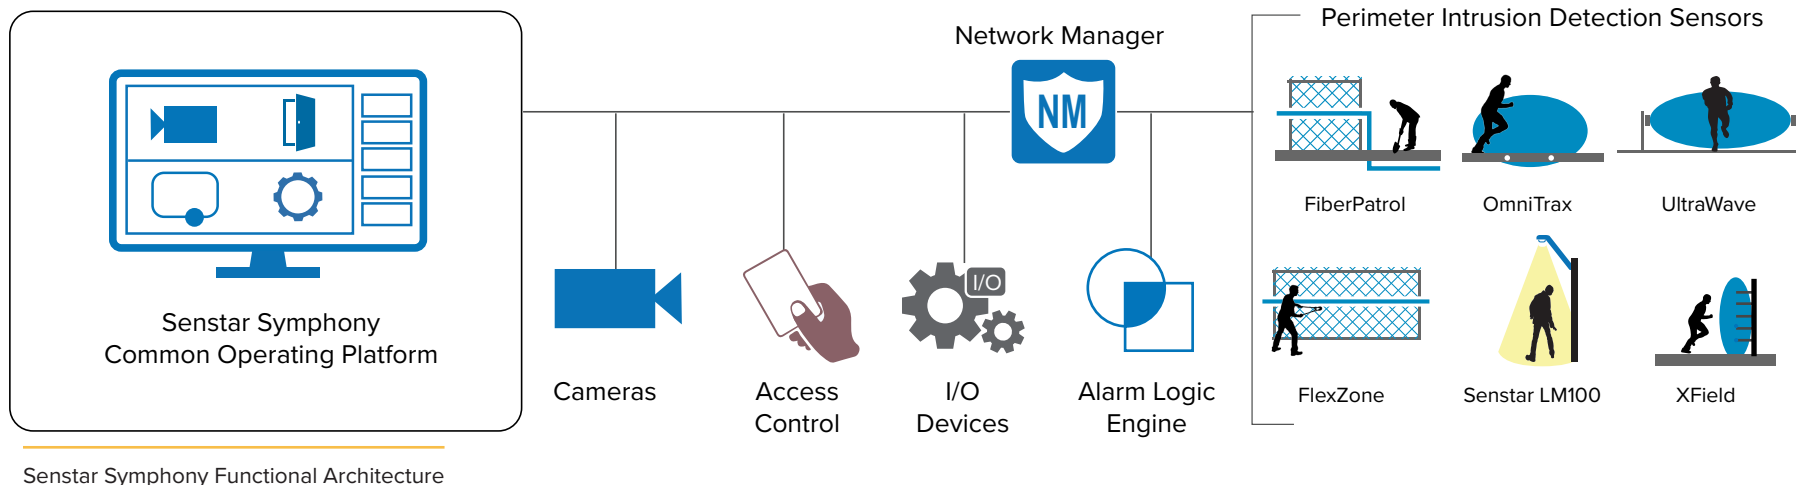 Senstar Symphony
Common Operating Platform
Senstar Symphony Functional Architecture
Network Manager
NM
Cameras
Access
Control
I/O
I/O
Devices
Alarm Logic
Engine
Perimeter Intrusion Detection Sensors
FiberPatrol
OmniTrax
UltraWave
FlexZone
Senstar LM100
XField